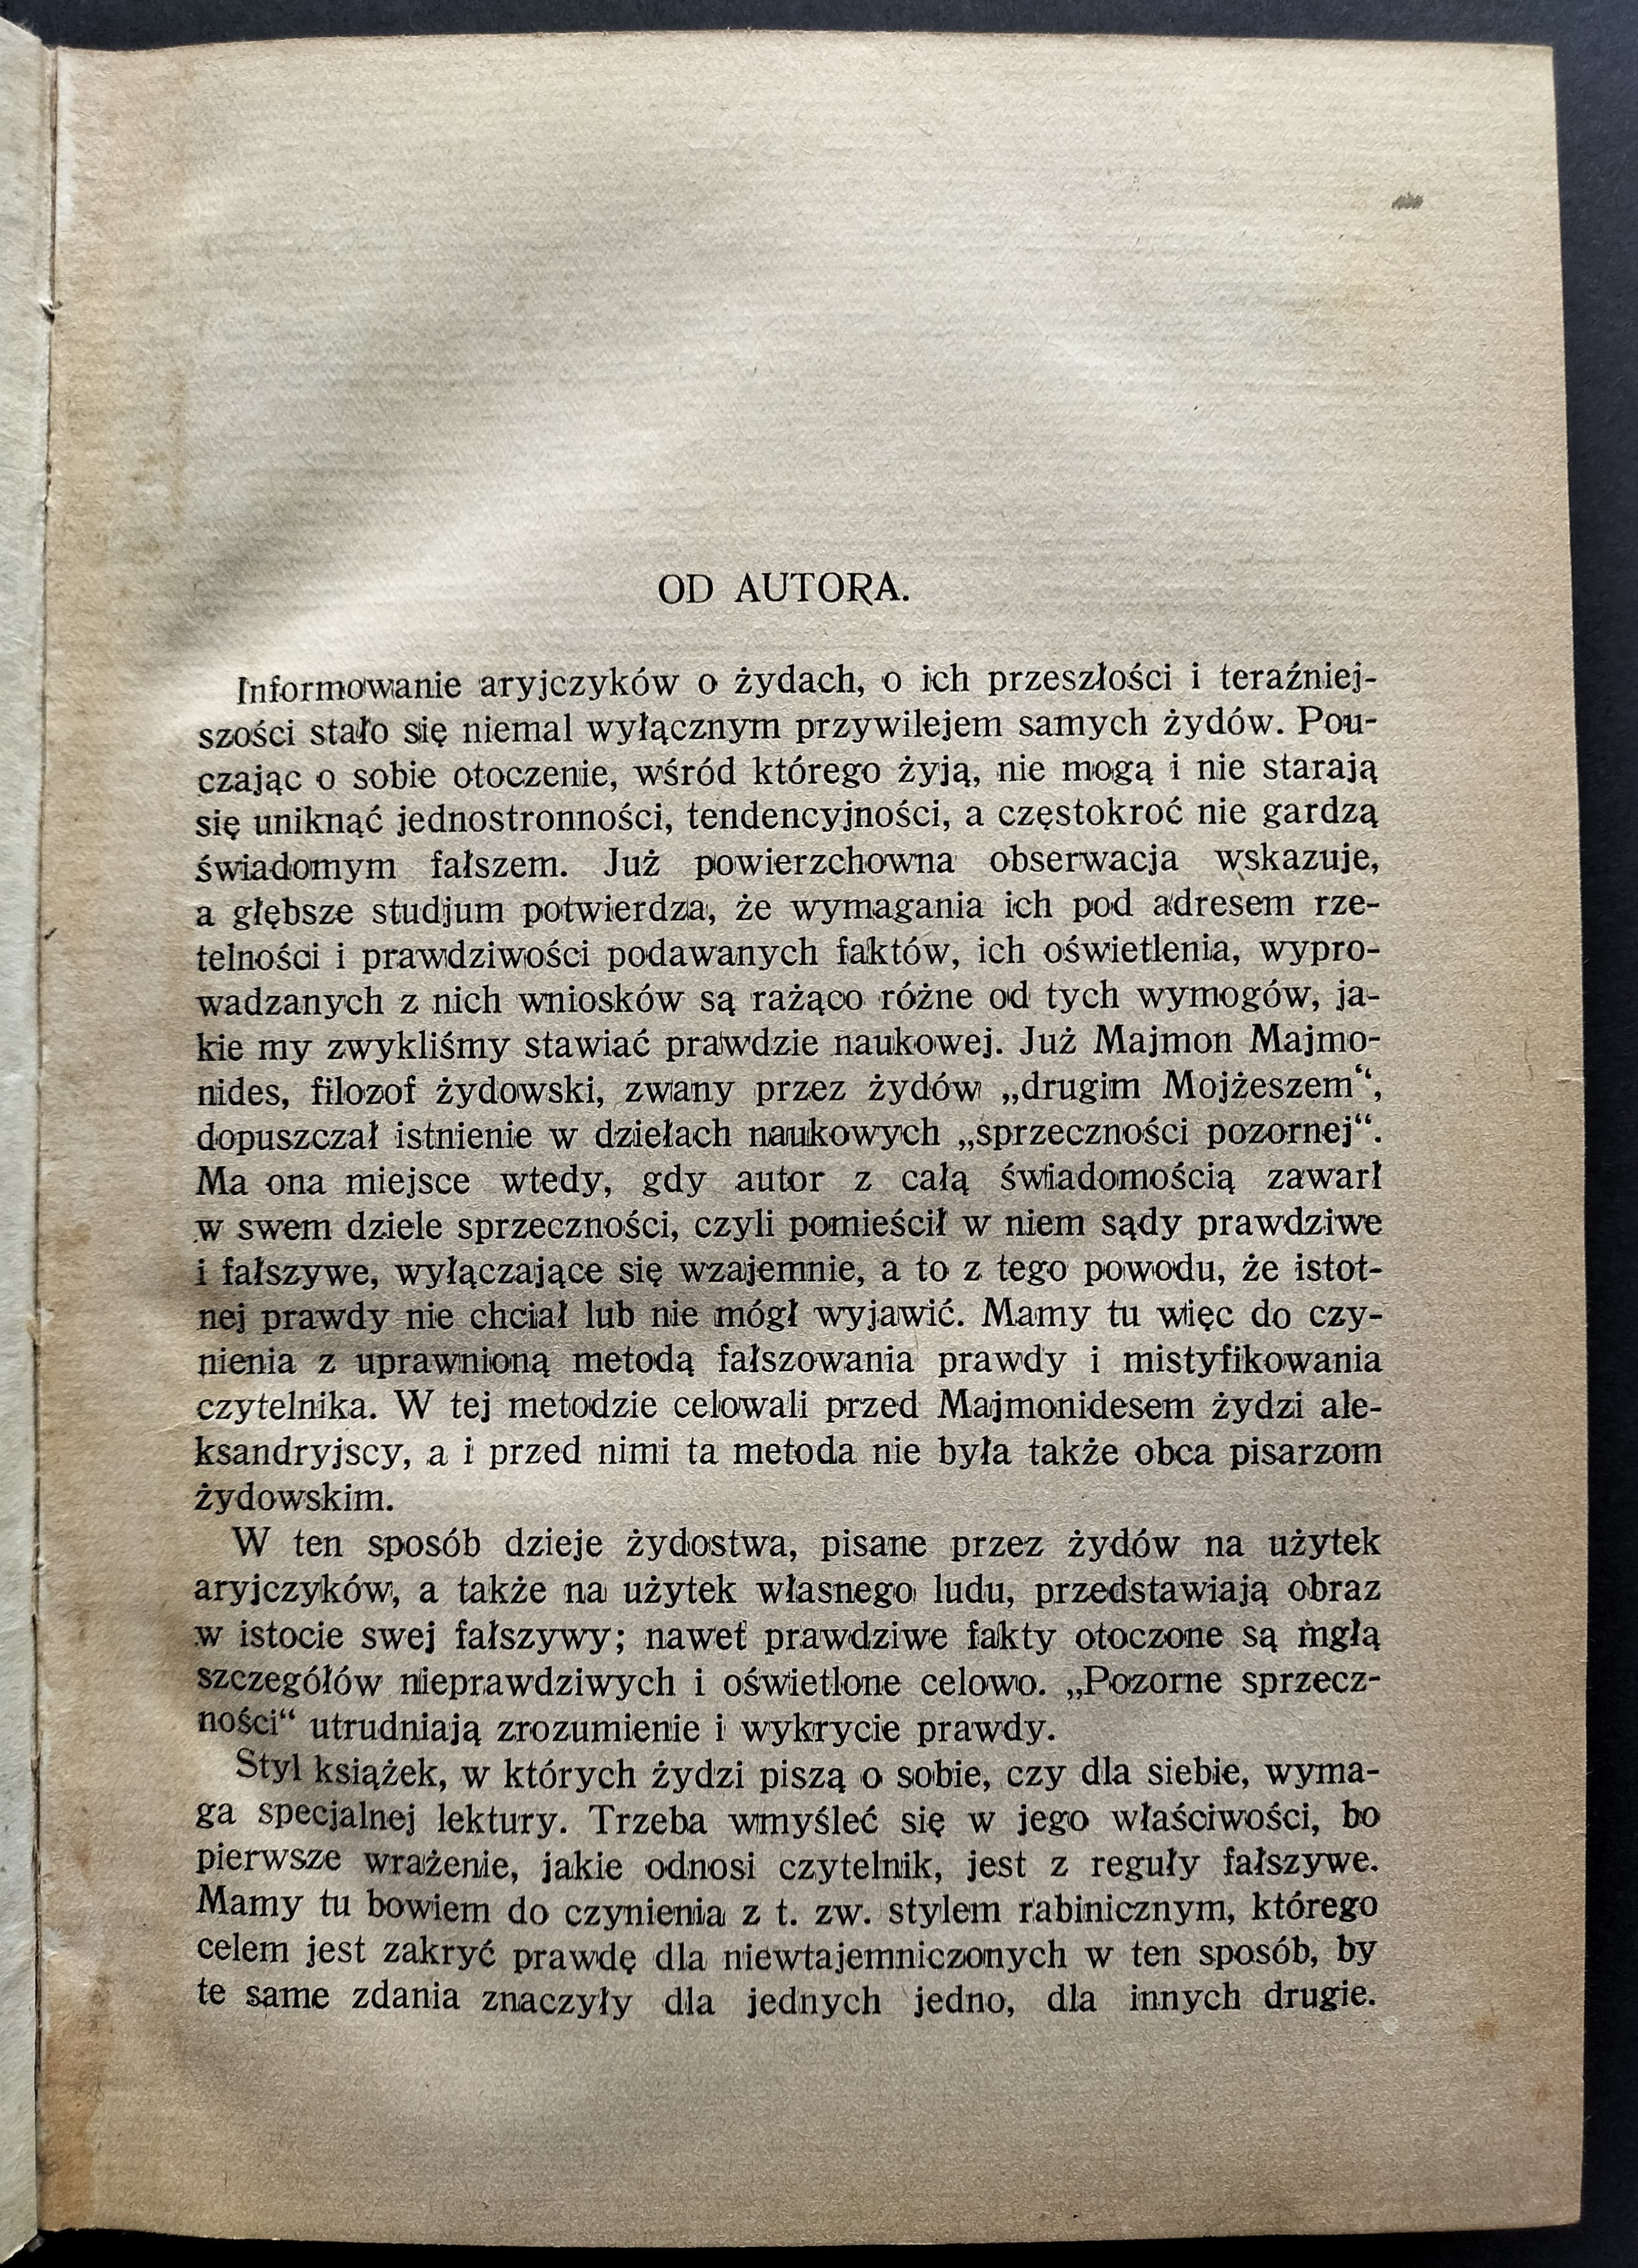 OD AUTORA.
Informowanie aryjczyków o żydach, o ich przeszłości i teraźniej-
szości stało się niemal wyłącznym przywilejem samych żydów. Pou-
czając o sobie otoczenie, wśród którego żyją, nie mogą i nie starają
się uniknąć jednostronności, tendencyjności, a częstokroć nie gardzą
świadomym fałszem. Już powierzchowna obserwacja wskazuje,
a głębsze studjum potwierdza, że wymagania ich pod adresem rze-
telności i prawdziwości podawanych faktów, ich oświetlenia, wypro-
wadzanych z nich wniosków są rażąco różne od tych wymogów, ja-
kie my zwykliśmy stawiać prawdzie naukowej. Już Majmon Majmo-
nides, filozof żydowski, zwany przez żydów „drugim Mojżeszem“,
dopuszczał istnienie w dziełach naukowych „sprzeczności pozornej“.
Ma ona miejsce wtedy, gdy autor z całą świadomością zawarł
w swem dziele sprzeczności, czyli pomieścił w niem sądy prawdziwe
i fałszywe, wyłączające się wzajemnie, a to z tego powodu, że istot-
nej prawdy nie chciał lub nie mógł wyjawić. Mamy tu więc do czy-
nienia z uprawnioną metodą fałszowania prawdy i mistyfikowania
czytelnika. W tej metodzie celowali przed Majmonidesem żydzi ale-
ksandryjscy, a i przed nimi ta metoda nie była także obca pisarzom
żydowskim.
W ten sposób dzieje żydostwa, pisane przez żydów na użytek
aryjczyków, a także na użytek własnego ludu, przedstawiają obraz
w istocie swej fałszywy; nawet prawdziwe fakty otoczone są mgłą
szczegółów nieprawdziwych i oświetlone celowo. „Pozorne sprzecz-
ności“ utrudniają zrozumienie i wykrycie prawdy.
Styl książek, w których żydzi piszą o sobie, czy dla siebie, wyma-
ga specjalnej lektury. Trzeba wmyśleć się w jego właściwości, bo
pierwsze wrażenie, jakie odnosi czytelnik, jest z reguły fałszywe.
Mamy tu bowiem do czynienia z t. zw. stylem rabinicznym, którego
celem jest zakryć prawdę dla niewtajemniczonych w ten sposób, by
te same zdania znaczyły dla jednych jedno, dla innych drugie.